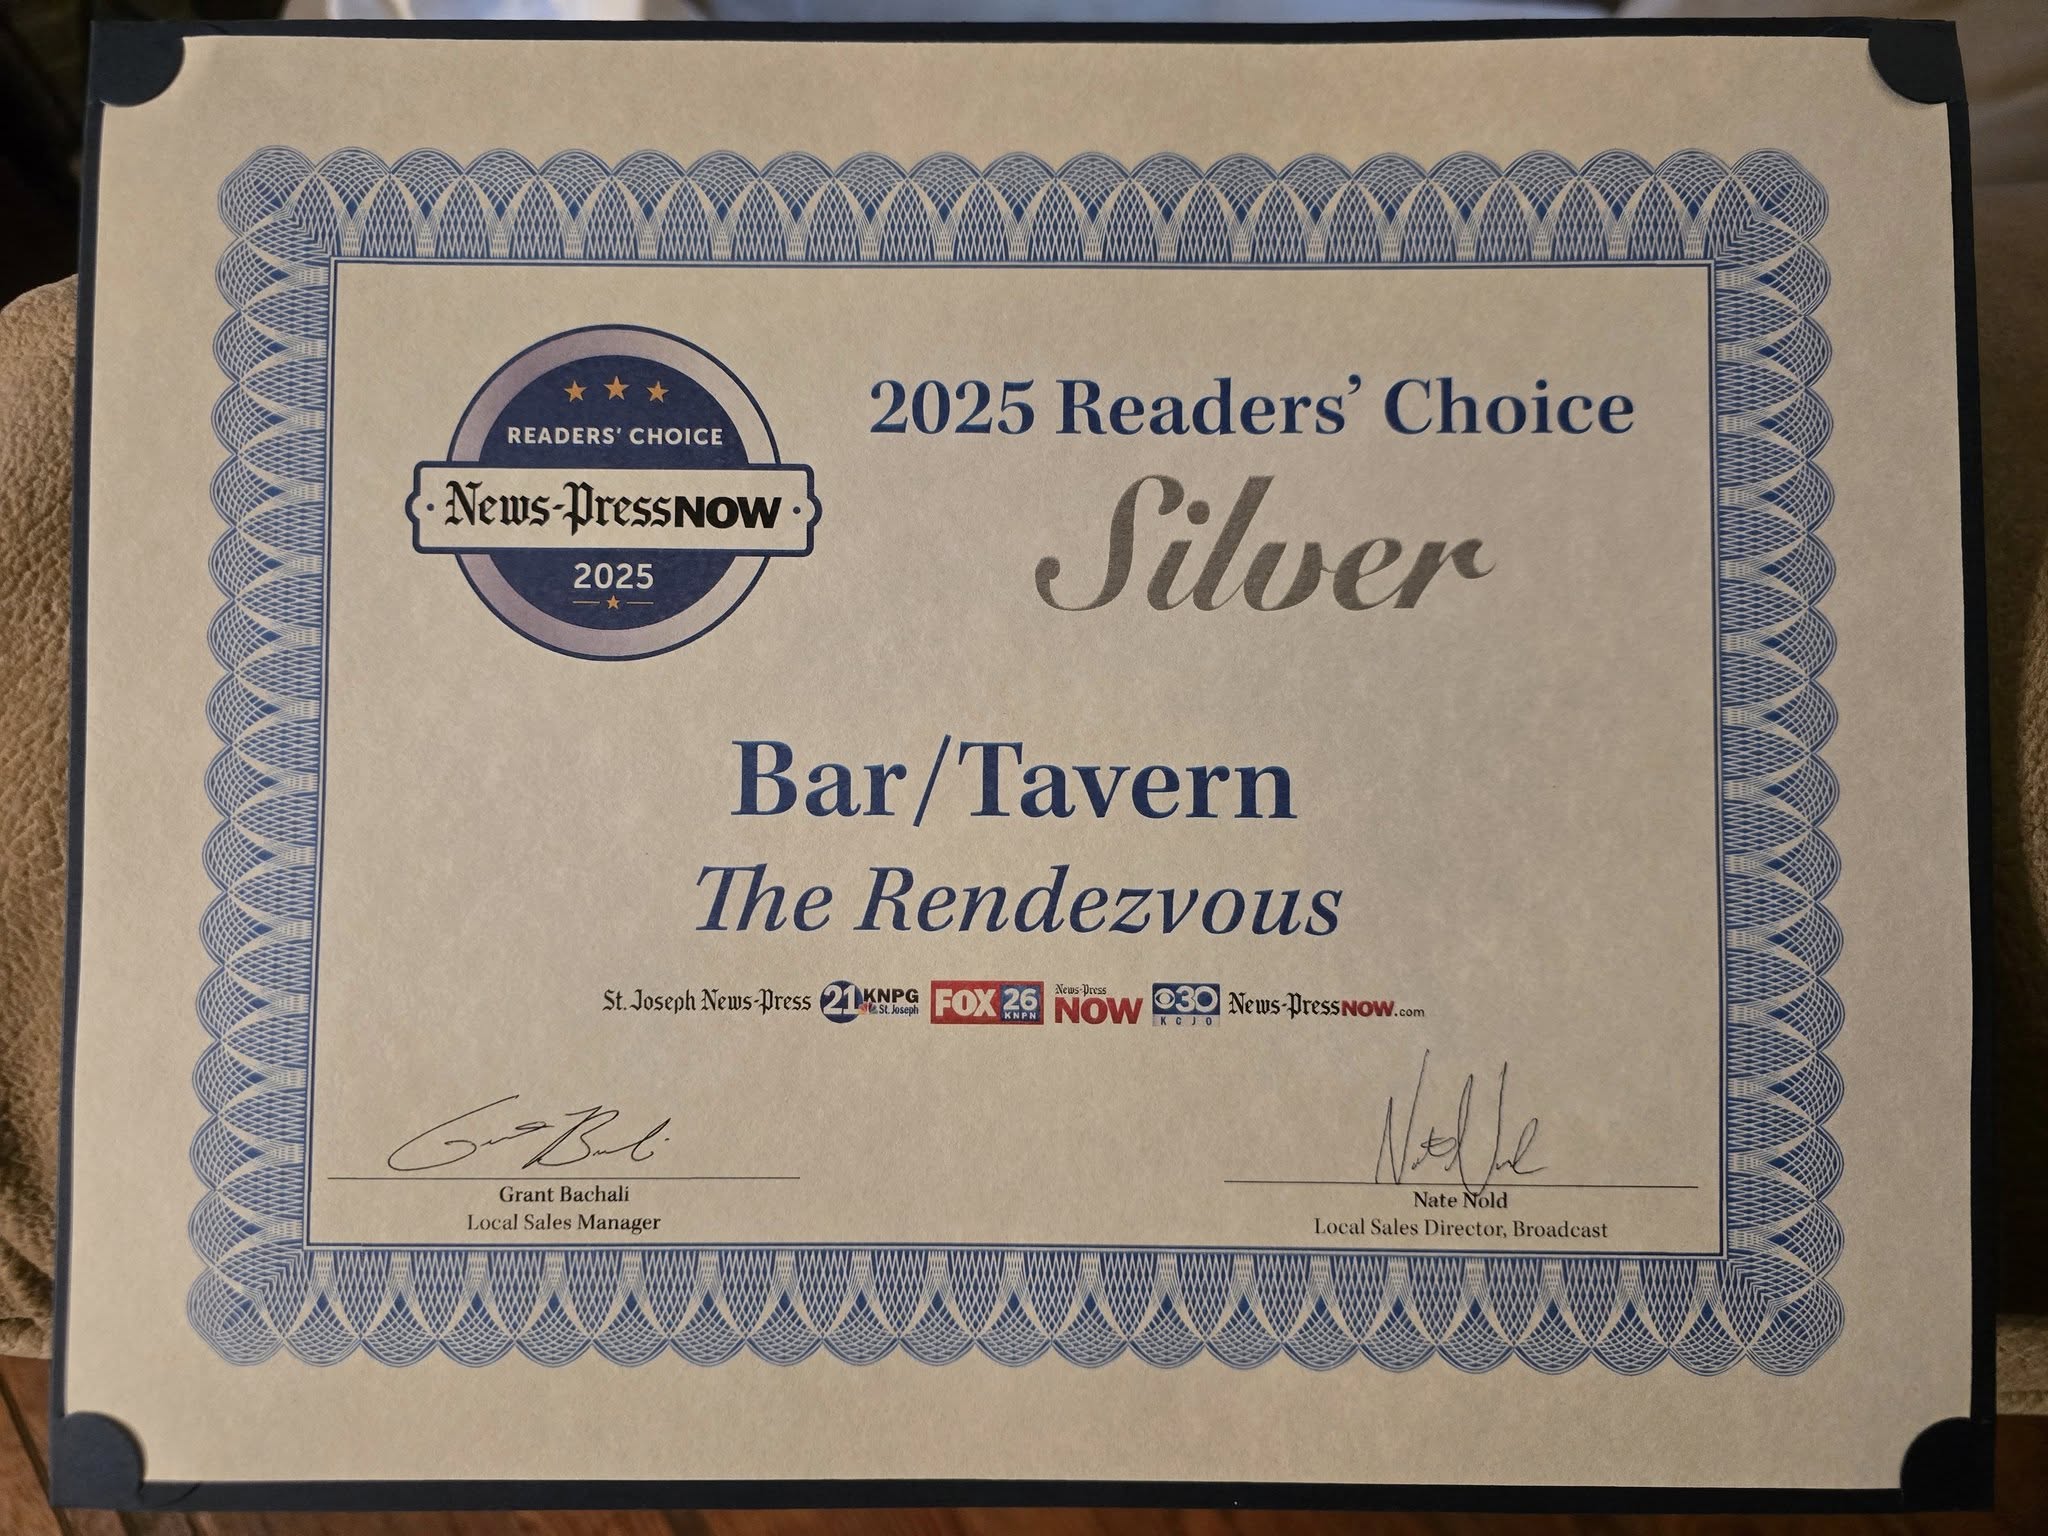 READERS' CHOICE
News-PressNOW
2025
2025 Readers' Choice
Silver
Bar/Tavern
The Rendezvous
St. Joseph News-Press 21 KNPG St. Joseph FOX 26 KNPN News-Press NOW CBS 30 KCJO News-PressNOW.com
Grant Bachali
Local Sales Manager
Nate Nold
Local Sales Director, Broadcast